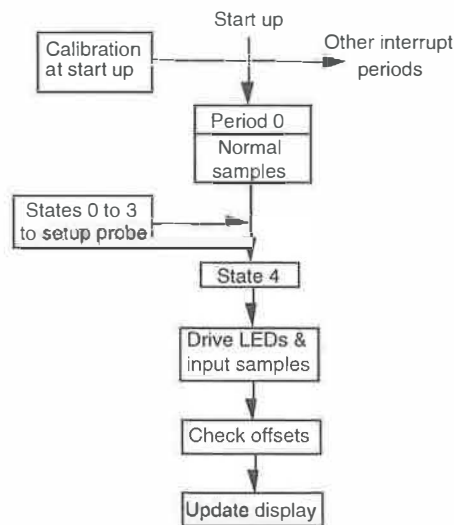 Start up
Calibration
at start up
Other interrupt
periods
Period 0
Normal
samples
States 0 to 3
to setup probe
State 4
Drive LEDs &
input samples
Check offsets
Update display